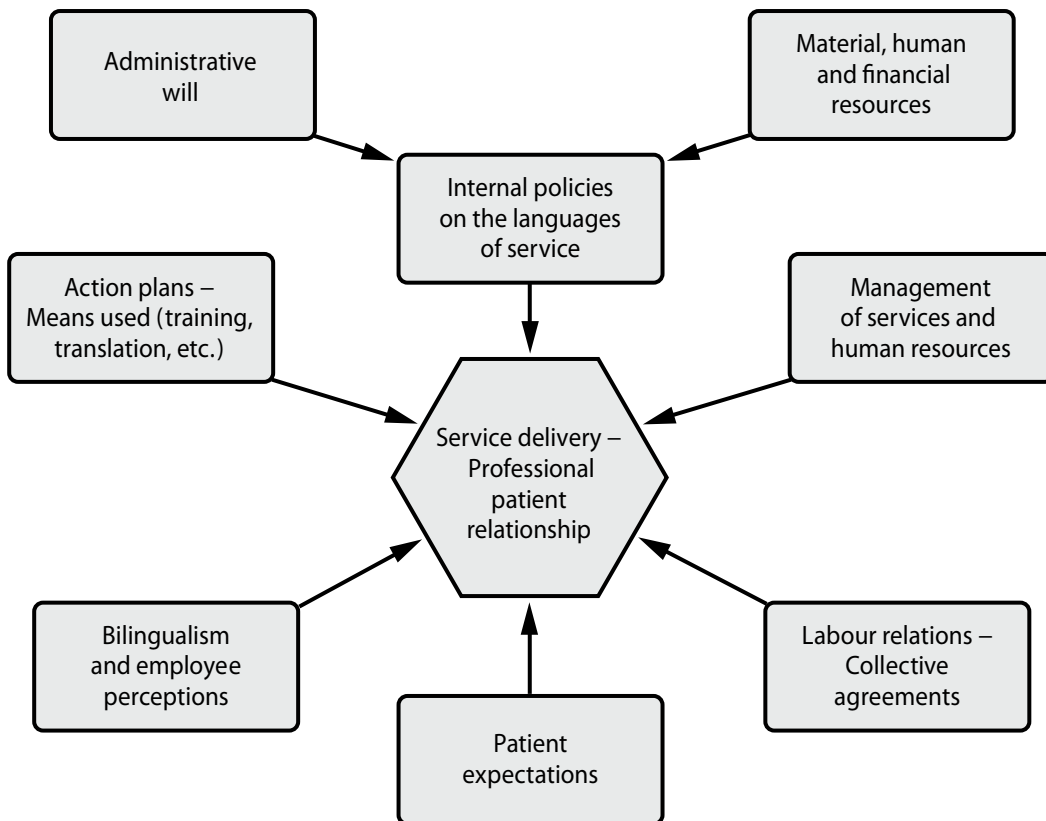 Administrative
will
Material, human
and financial
resources
Internal policies
on the languages
of service
Action plans –
Means used (training,
translation, etc.)
Management
of services and
human resources
Service delivery –
Professional
patient
relationship
Bilingualism
and employee
perceptions
Labour relations –
Collective
agreements
Patient
expectations